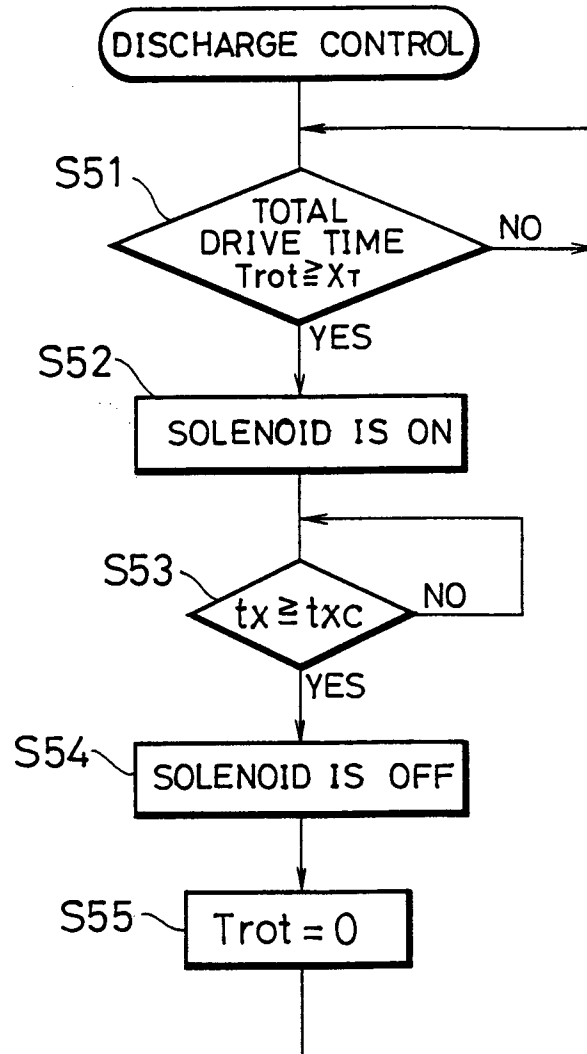 DISCHARGE CONTROL
S51
TOTAL
DRIVE TIME
Trot ≧ XT
NO
YES
S52
SOLENOID IS ON
S53
tx ≧ txc
NO
YES
S54
SOLENOID IS OFF
S55
Trot = 0